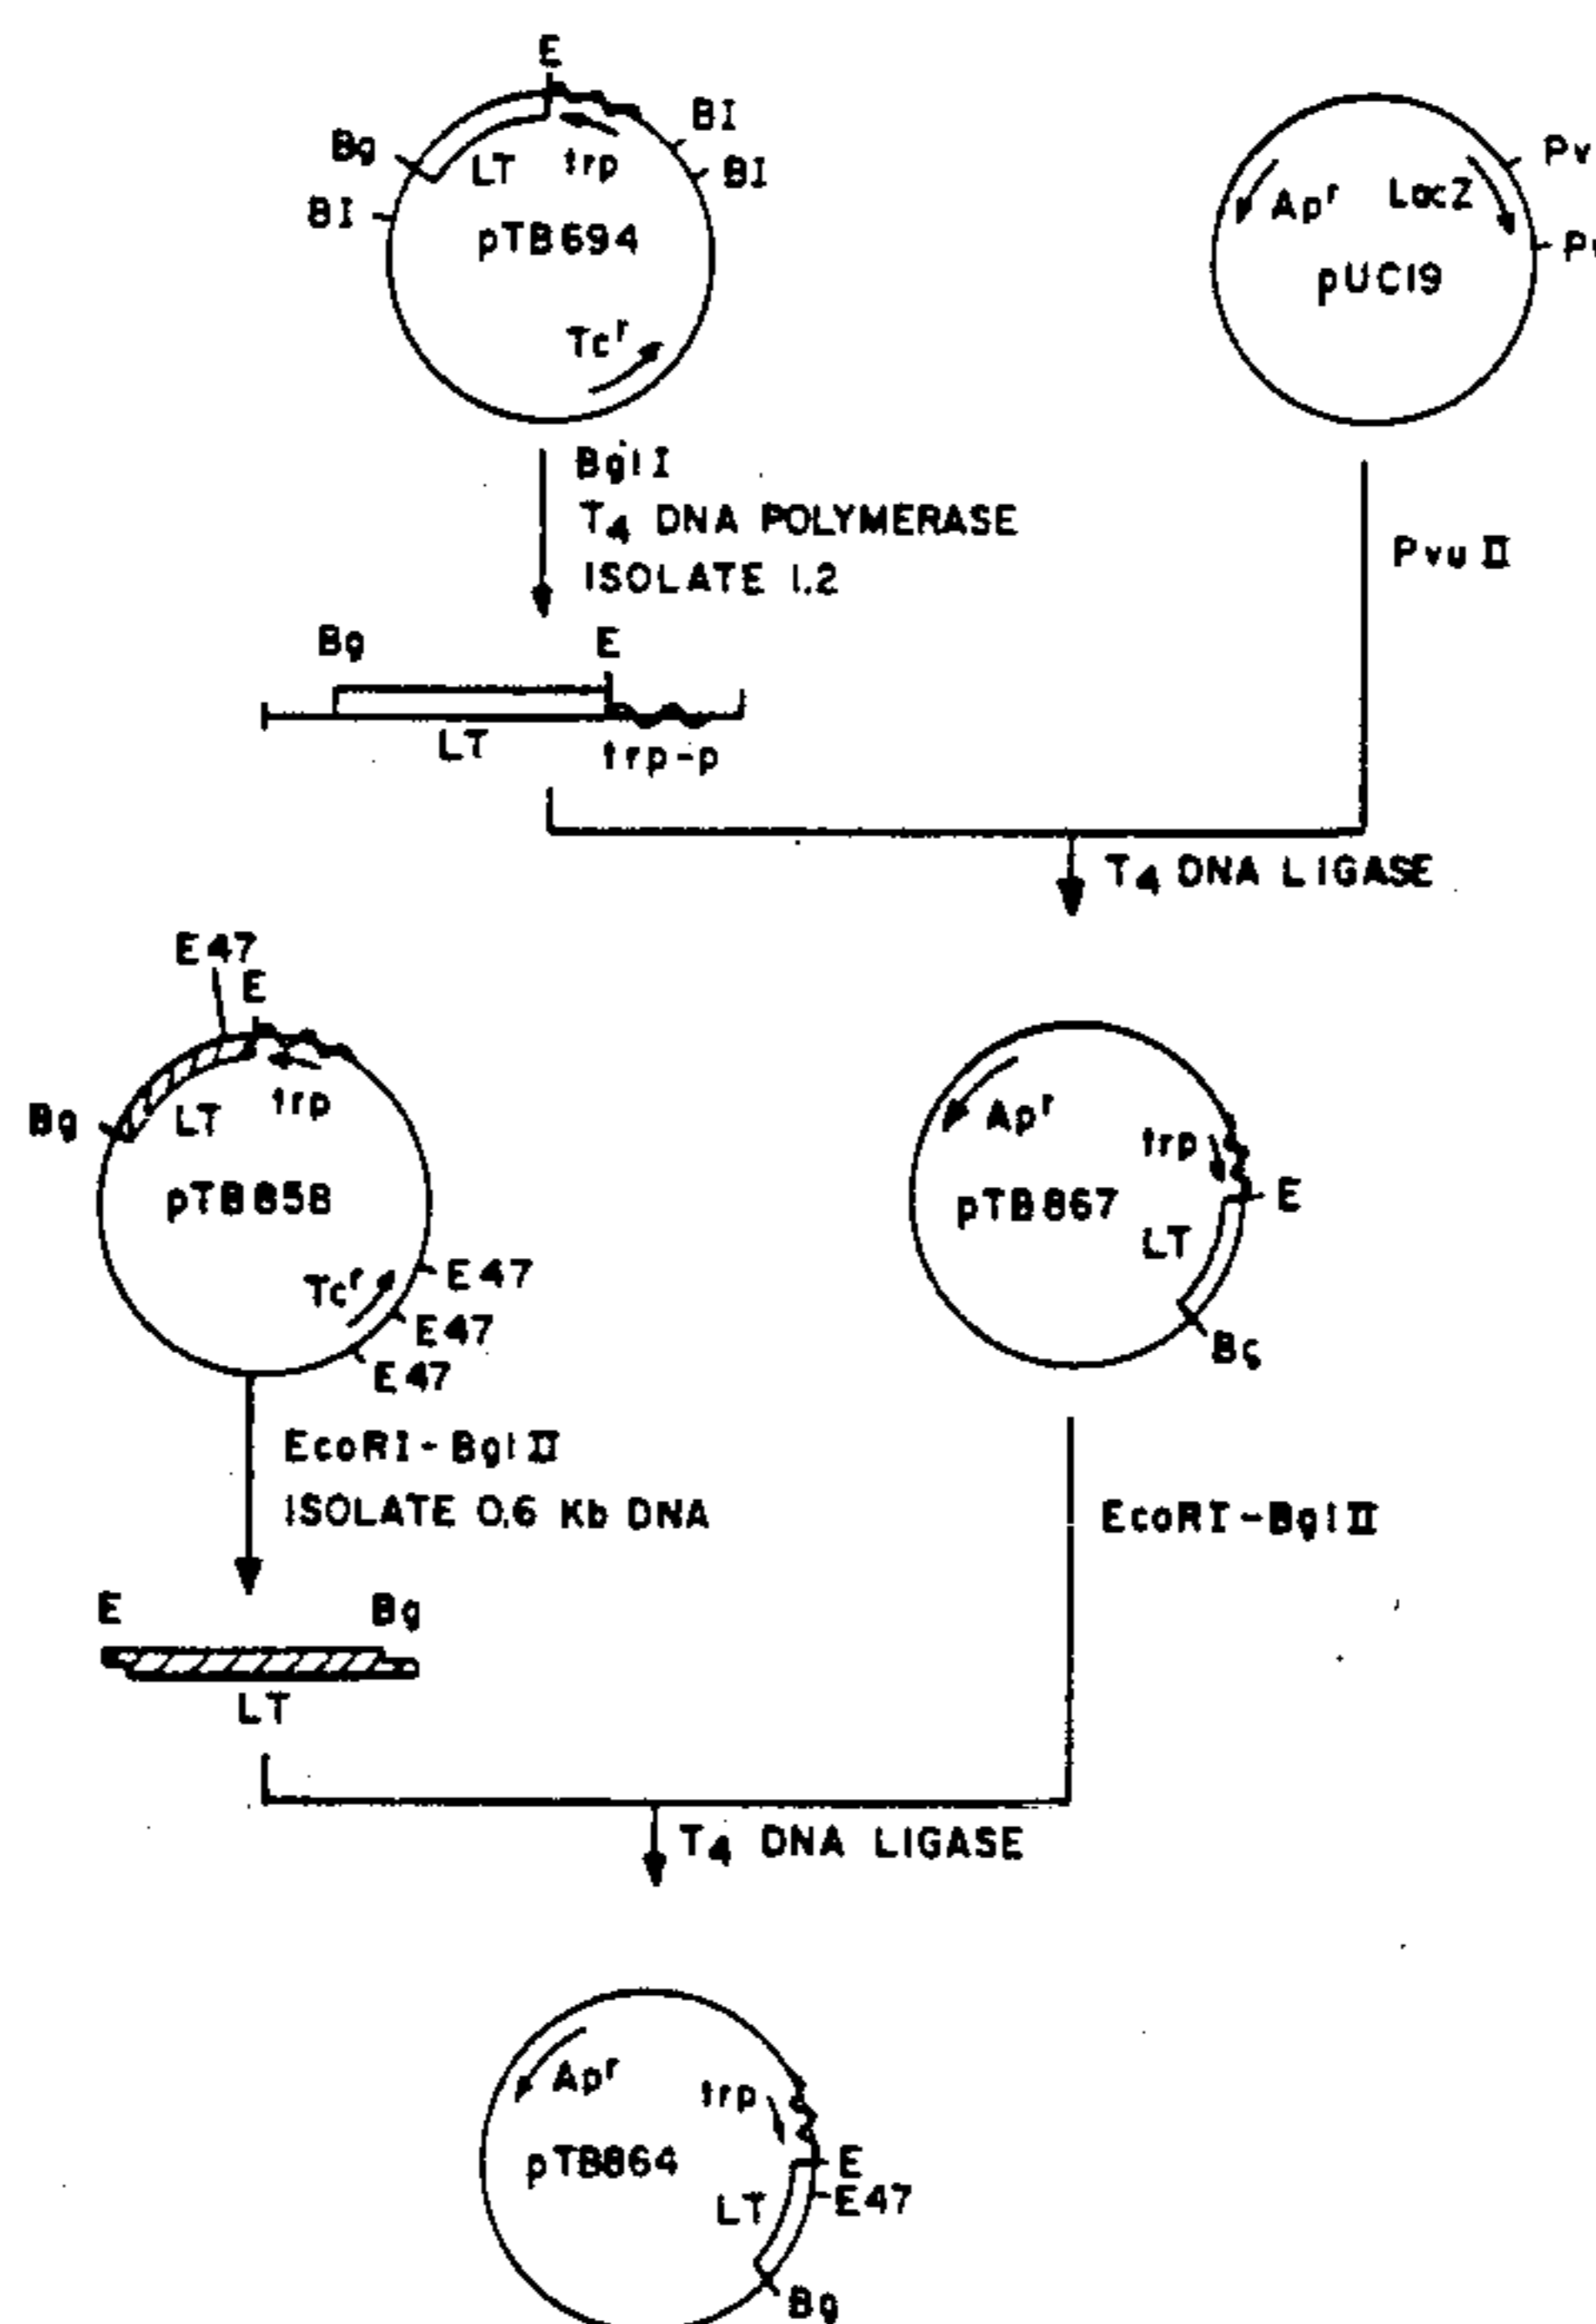 E
BI
Bg
LT
trp
BI
BI
pTB694
Tcʳ
Apʳ
LacZ
pUC19
BglI
T4 DNA POLYMERASE
ISOLATE 1.2
PvuII
Bg
E
LT
trp-p
T4 DNA LIGASE
E47
E
Bg
LT
trp
pTB858
Tcʳ
E47
E47
E47
Apʳ
trp
pTB867
E
LT
EcoRI-BglII
ISOLATE 0.6 Kb DNA
EcoRI-BglII
E
Bg
LT
T4 DNA LIGASE
Apʳ
trp
pTB864
E
LT
E47
Bg